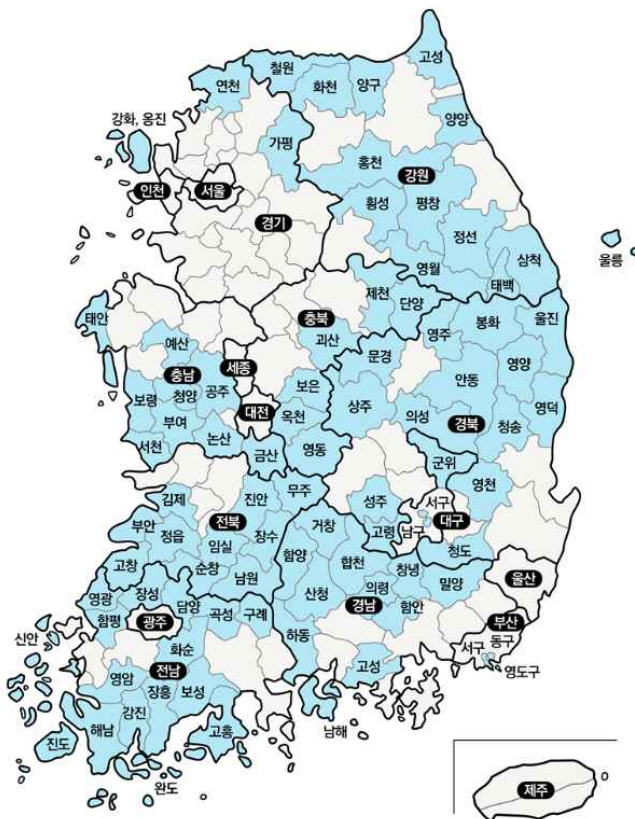 고성
철원
화천
양구
연천
강화, 옹진
양양
가평
홍천
강원
인천
서울
횡성
평창
경기
정선
삼척
울릉
영월
태백
제천
단양
충북
태안
괴산
예산
영주
봉화
울진
문경
세종
충남
보은
안동
영양
보령
청양
공주
대전
옥천
상주
의성
경북
영덕
부여
청송
서천
논산
금산
영동
군위
김제
진안
무주
성주
서구
영천
부안
전북
거창
대구
정읍
임실
장수
고령
남구
청도
함양
합천
창녕
고창
순창
남원
산청
의령
밀양
울산
영광
장성
담양
경남
함안
신안
함평
광주
곡성
구례
부산
화순
하동
서구
동구
영암
전남
고성
영도구
장흥
보성
강진
해남
고흥
남해
진도
완도
제주